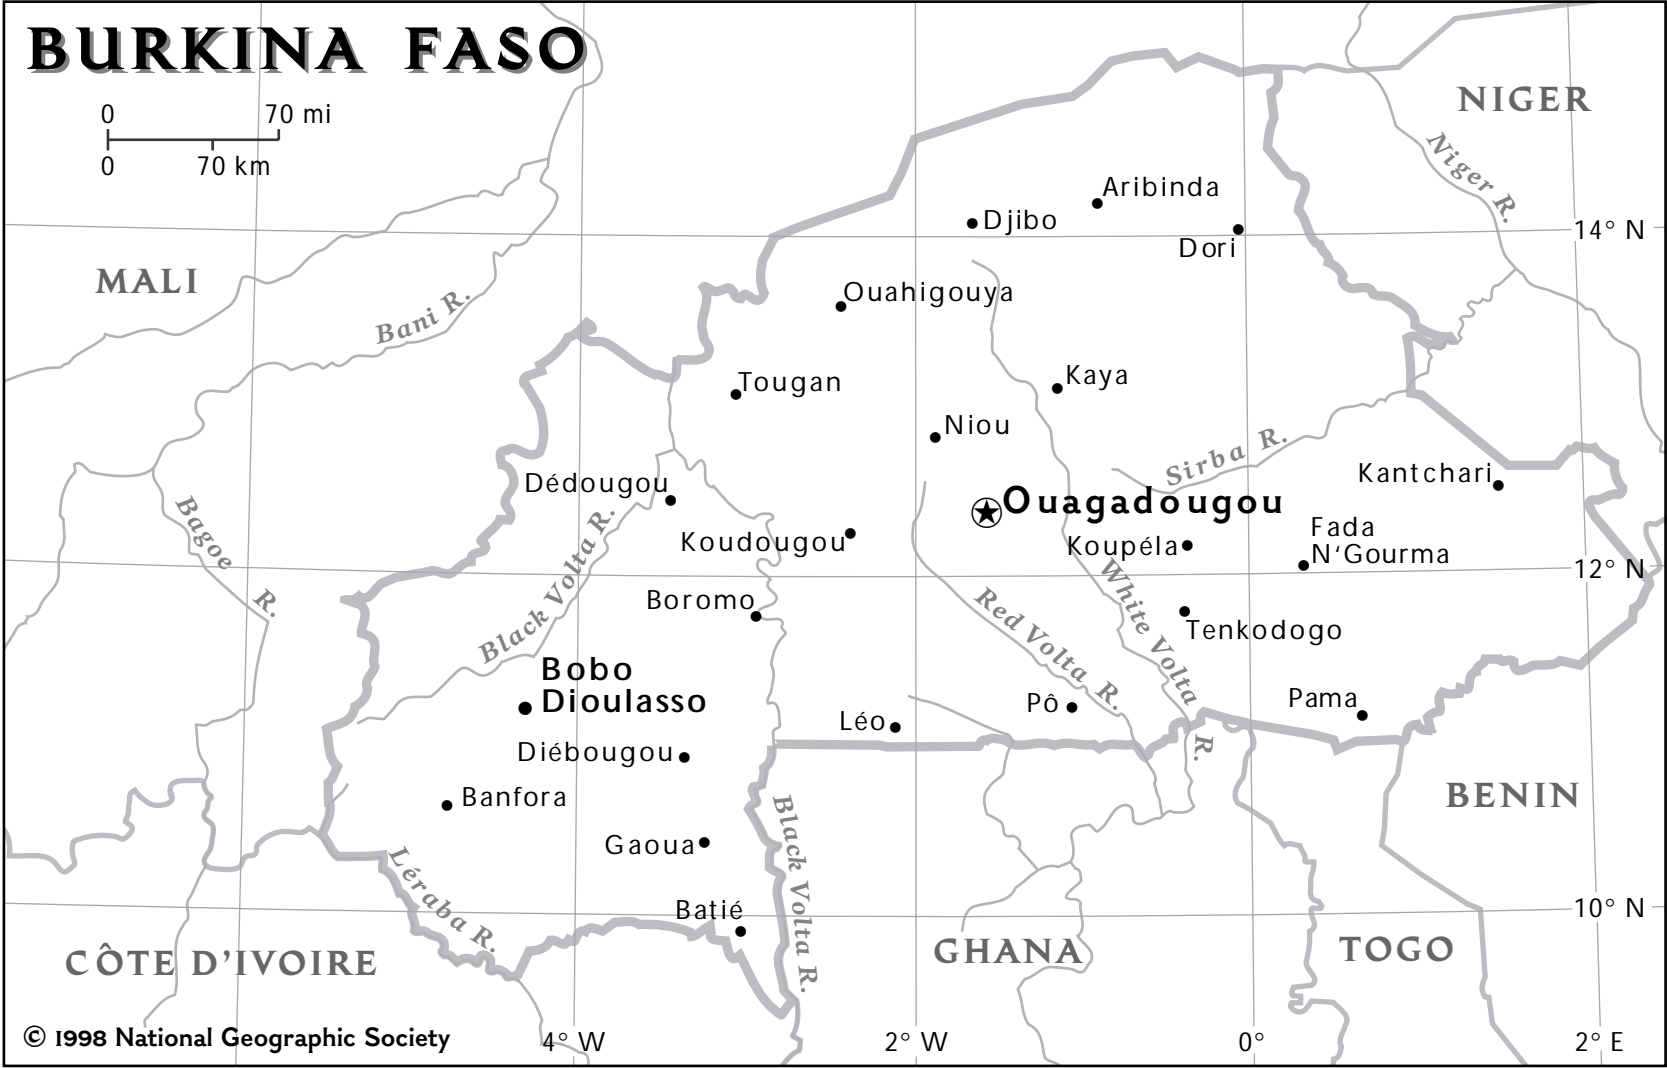 BURKINA FASO
0 70 mi
0 70 km
NIGER
Niger R.
Aribinda
Djibo
Dori
14° N
MALI
Bani R.
Ouahigouya
Tougan
Kaya
Niou
Sirba R.
Kantchari
Dédougou
Ouagadougou
Bagoe R.
Koudougou
Koupéla
Fada
N‘Gourma
12° N
Black Volta R.
Boromo
Red Volta R.
White Volta R.
Tenkodogo
Bobo
Dioulasso
Pama
Pô
Léo
Diébougou
Banfora
BENIN
Gaoua
Black Volta R.
Léraba R.
Batié
10° N
CÔTE D'IVOIRE
GHANA
TOGO
© 1998 National Geographic Society
4° W
2° W
0°
2° E